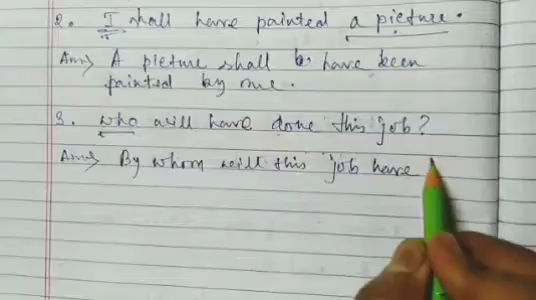 2. I shall have painted a picture.
Ans) A picture shall have been
painted by me.
3. who will have done this job?
Ans) By whom will this job have